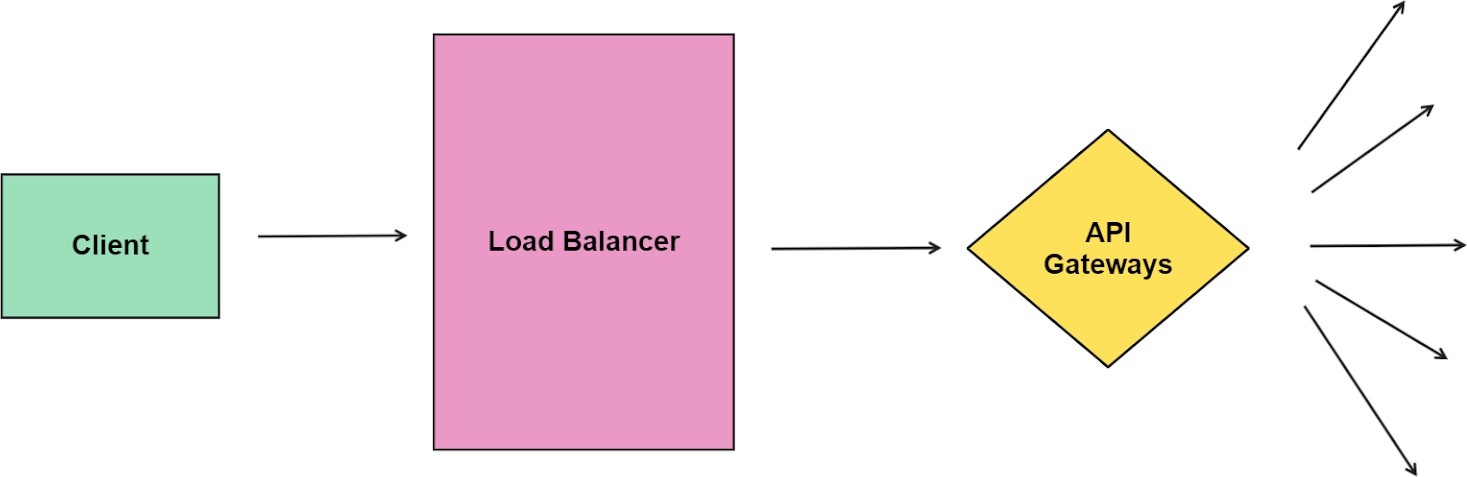 Client
Load Balancer
API
Gateways